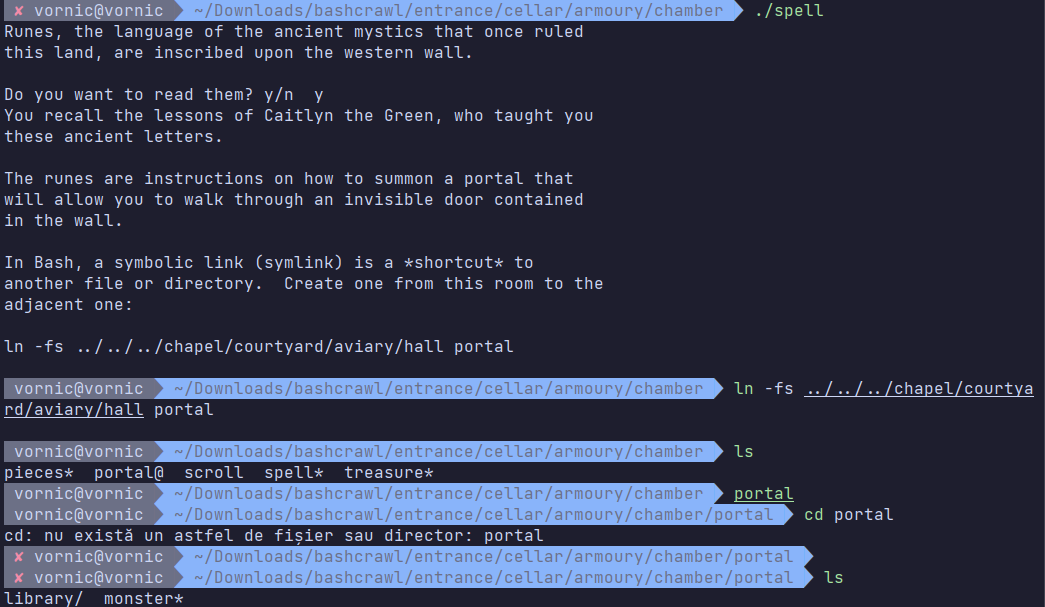 ✘ vornic@vornic ~/Downloads/bashcrawl/entrance/cellar/armoury/chamber ./spell
Runes, the language of the ancient mystics that once ruled
this land, are inscribed upon the western wall.
Do you want to read them? y/n  y
You recall the lessons of Caitlyn the Green, who taught you
these ancient letters.
The runes are instructions on how to summon a portal that
will allow you to walk through an invisible door contained
in the wall.
In Bash, a symbolic link (symlink) is a *shortcut* to
another file or directory.  Create one from this room to the
adjacent one:
ln -fs ../../../chapel/courtyard/aviary/hall portal
vornic@vornic ~/Downloads/bashcrawl/entrance/cellar/armoury/chamber ln -fs ../../../chapel/courtya
rd/aviary/hall portal
vornic@vornic ~/Downloads/bashcrawl/entrance/cellar/armoury/chamber ls
pieces*  portal@  scroll  spell*  treasure*
vornic@vornic ~/Downloads/bashcrawl/entrance/cellar/armoury/chamber portal
vornic@vornic ~/Downloads/bashcrawl/entrance/cellar/armoury/chamber/portal cd portal
cd: nu există un astfel de fișier sau director: portal
✘ vornic@vornic ~/Downloads/bashcrawl/entrance/cellar/armoury/chamber/portal
✘ vornic@vornic ~/Downloads/bashcrawl/entrance/cellar/armoury/chamber/portal ls
library/  monster*